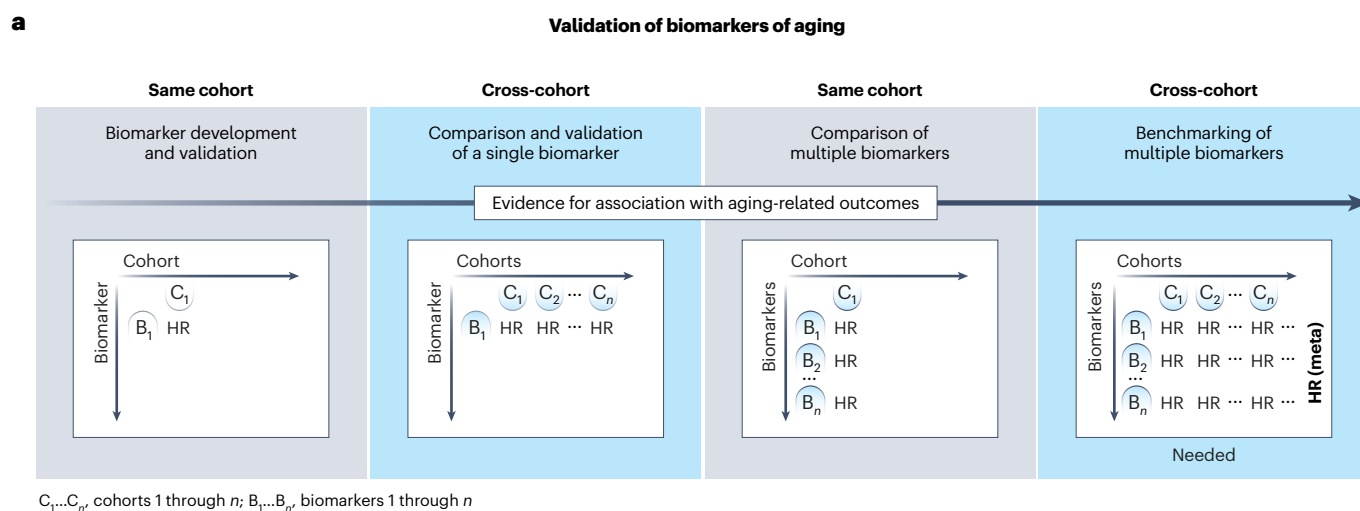 a
Validation of biomarkers of aging
Same cohort
Cross-cohort
Same cohort
Cross-cohort
Biomarker development
and validation
Comparison and validation
of a single biomarker
Comparison of
multiple biomarkers
Benchmarking of
multiple biomarkers
Evidence for association with aging-related outcomes
Cohort
Biomarker
C1
B1 HR
Cohorts
Biomarker
C1 C2 ... Cn
B1 HR HR ... HR
Cohort
Biomarkers
C1
B1 HR
B2 HR
...
Bn HR
Cohorts
Biomarkers
C1 C2 ... Cn
B1 HR HR ... HR ...
B2 HR HR ... HR ...
...
Bn HR HR ... HR ...
HR (meta)
Needed
C1...Cn, cohorts 1 through n; B1...Bn, biomarkers 1 through n